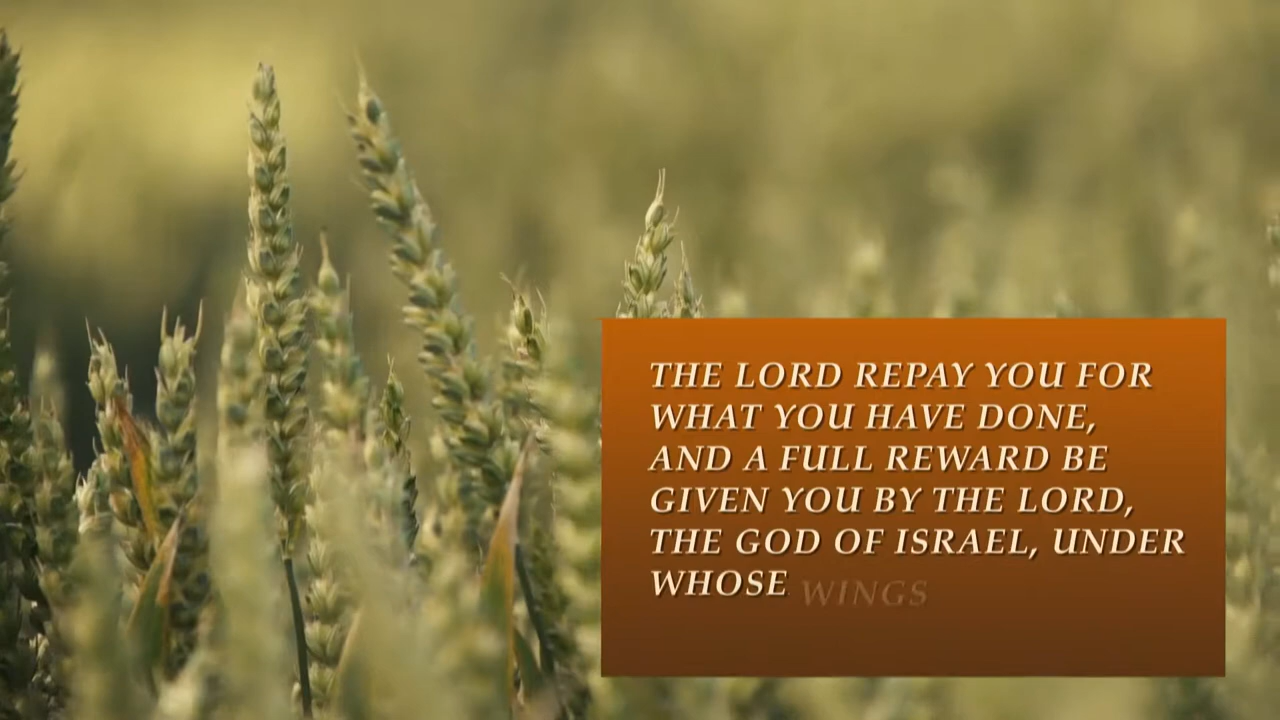 THE LORD REPAY YOU FOR
WHAT YOU HAVE DONE,
AND A FULL REWARD BE
GIVEN YOU BY THE LORD,
THE GOD OF ISRAEL, UNDER
WHOSE WINGS